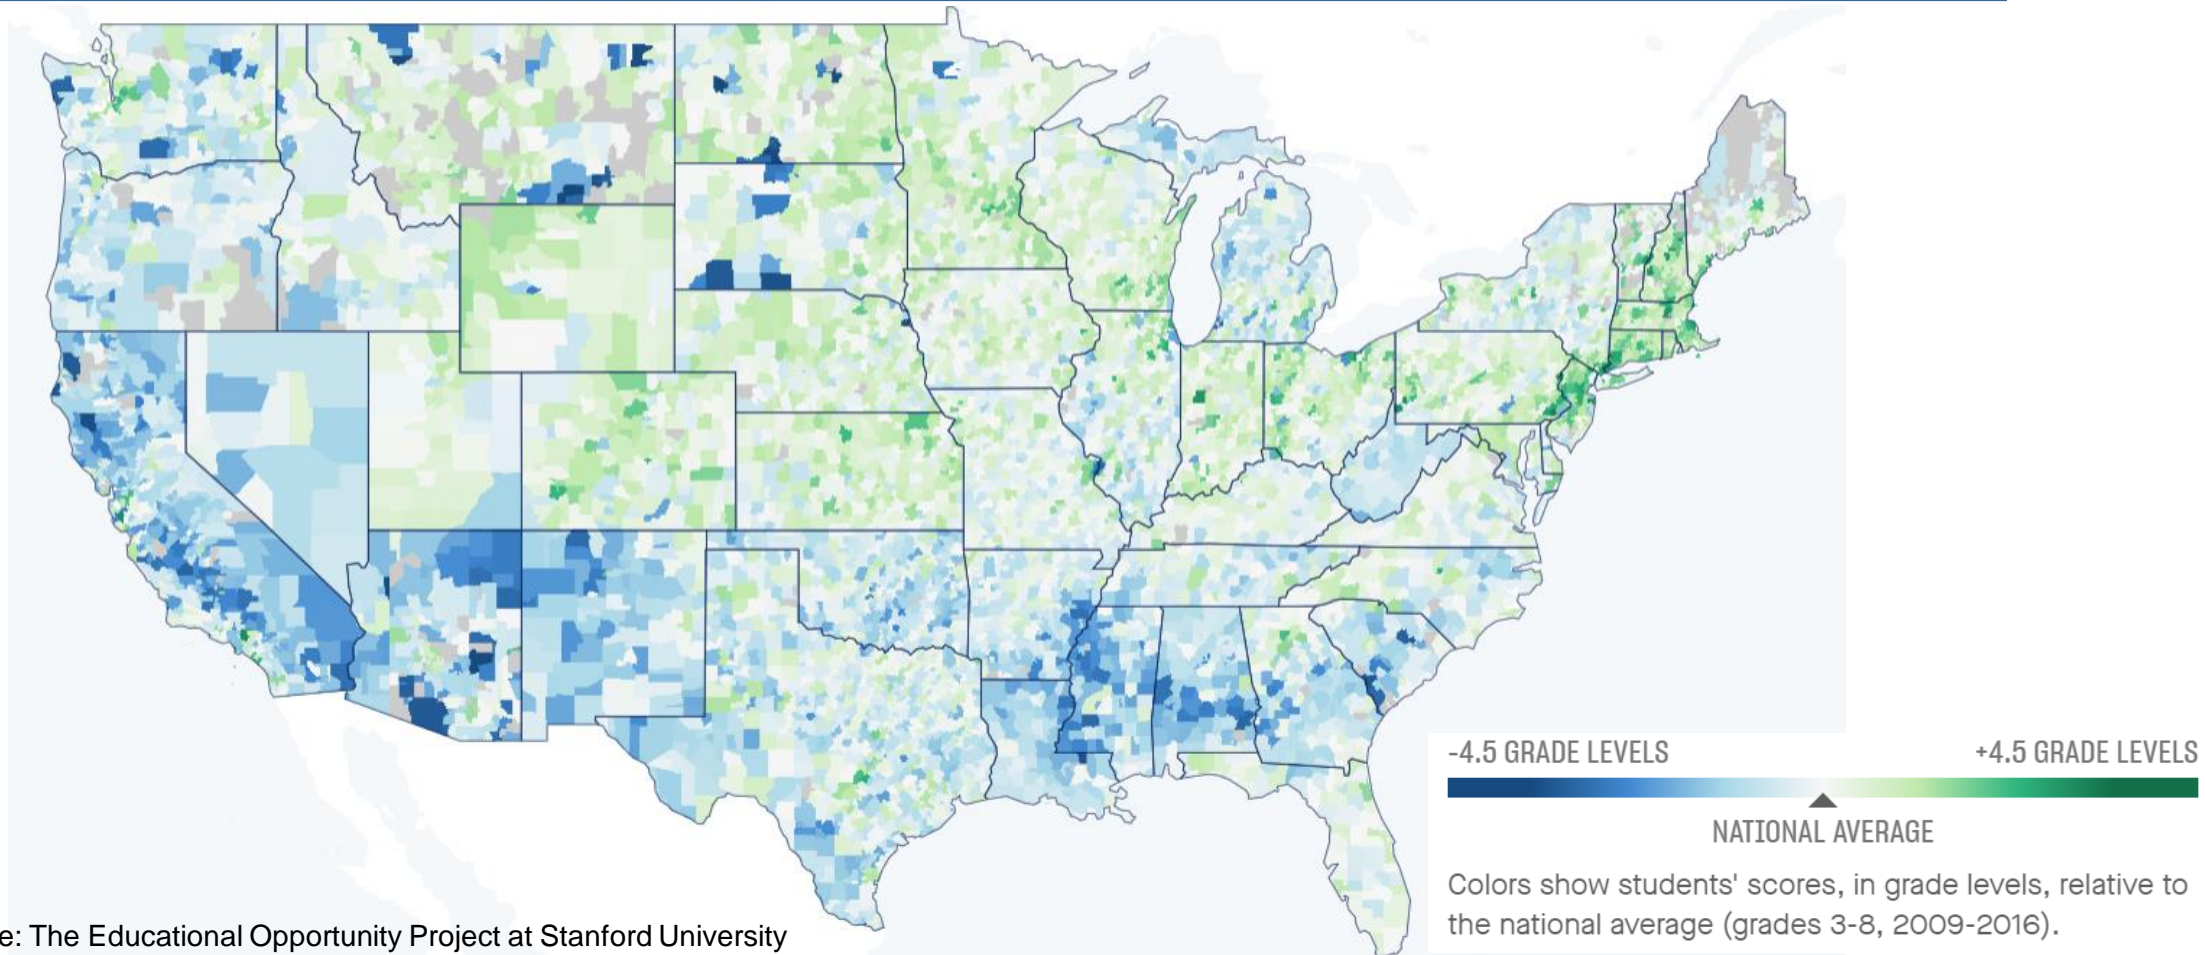 -4.5 GRADE LEVELS +4.5 GRADE LEVELS
NATIONAL AVERAGE
Colors show students' scores, in grade levels, relative to
the national average (grades 3-8, 2009-2016).
e: The Educational Opportunity Project at Stanford University